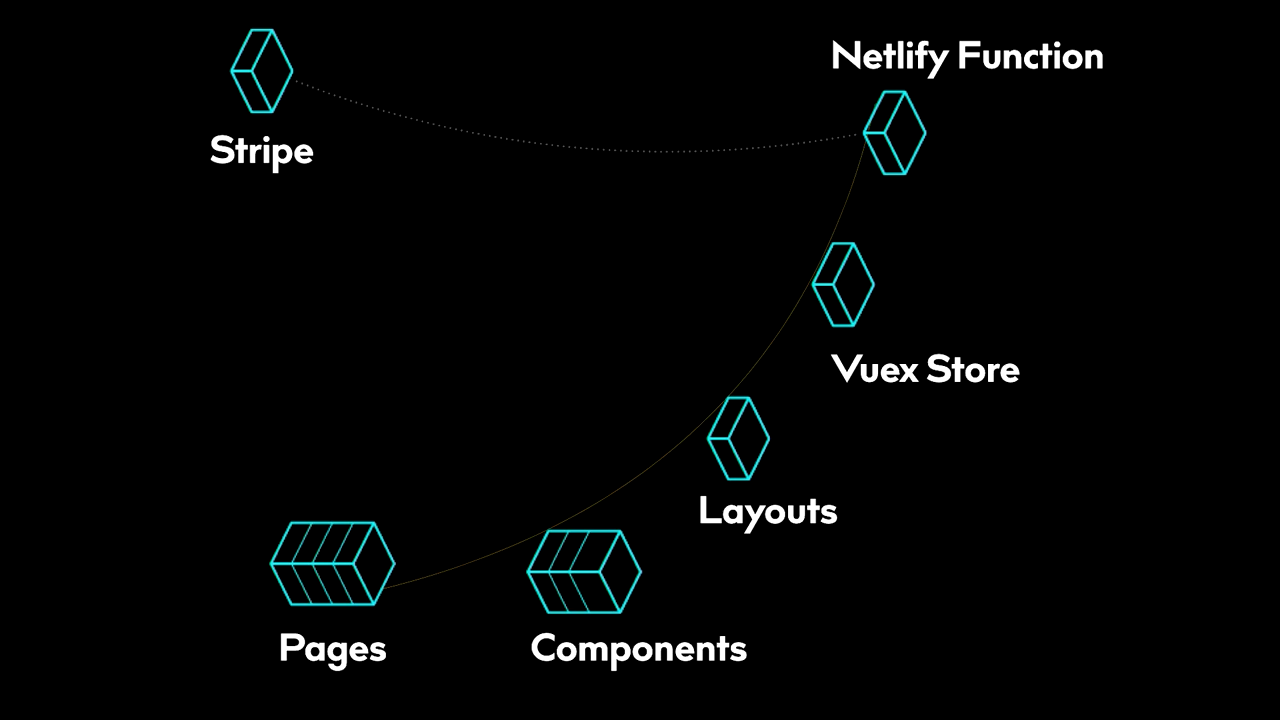 Netlify Function
Stripe
Vuex Store
Layouts
Pages
Components